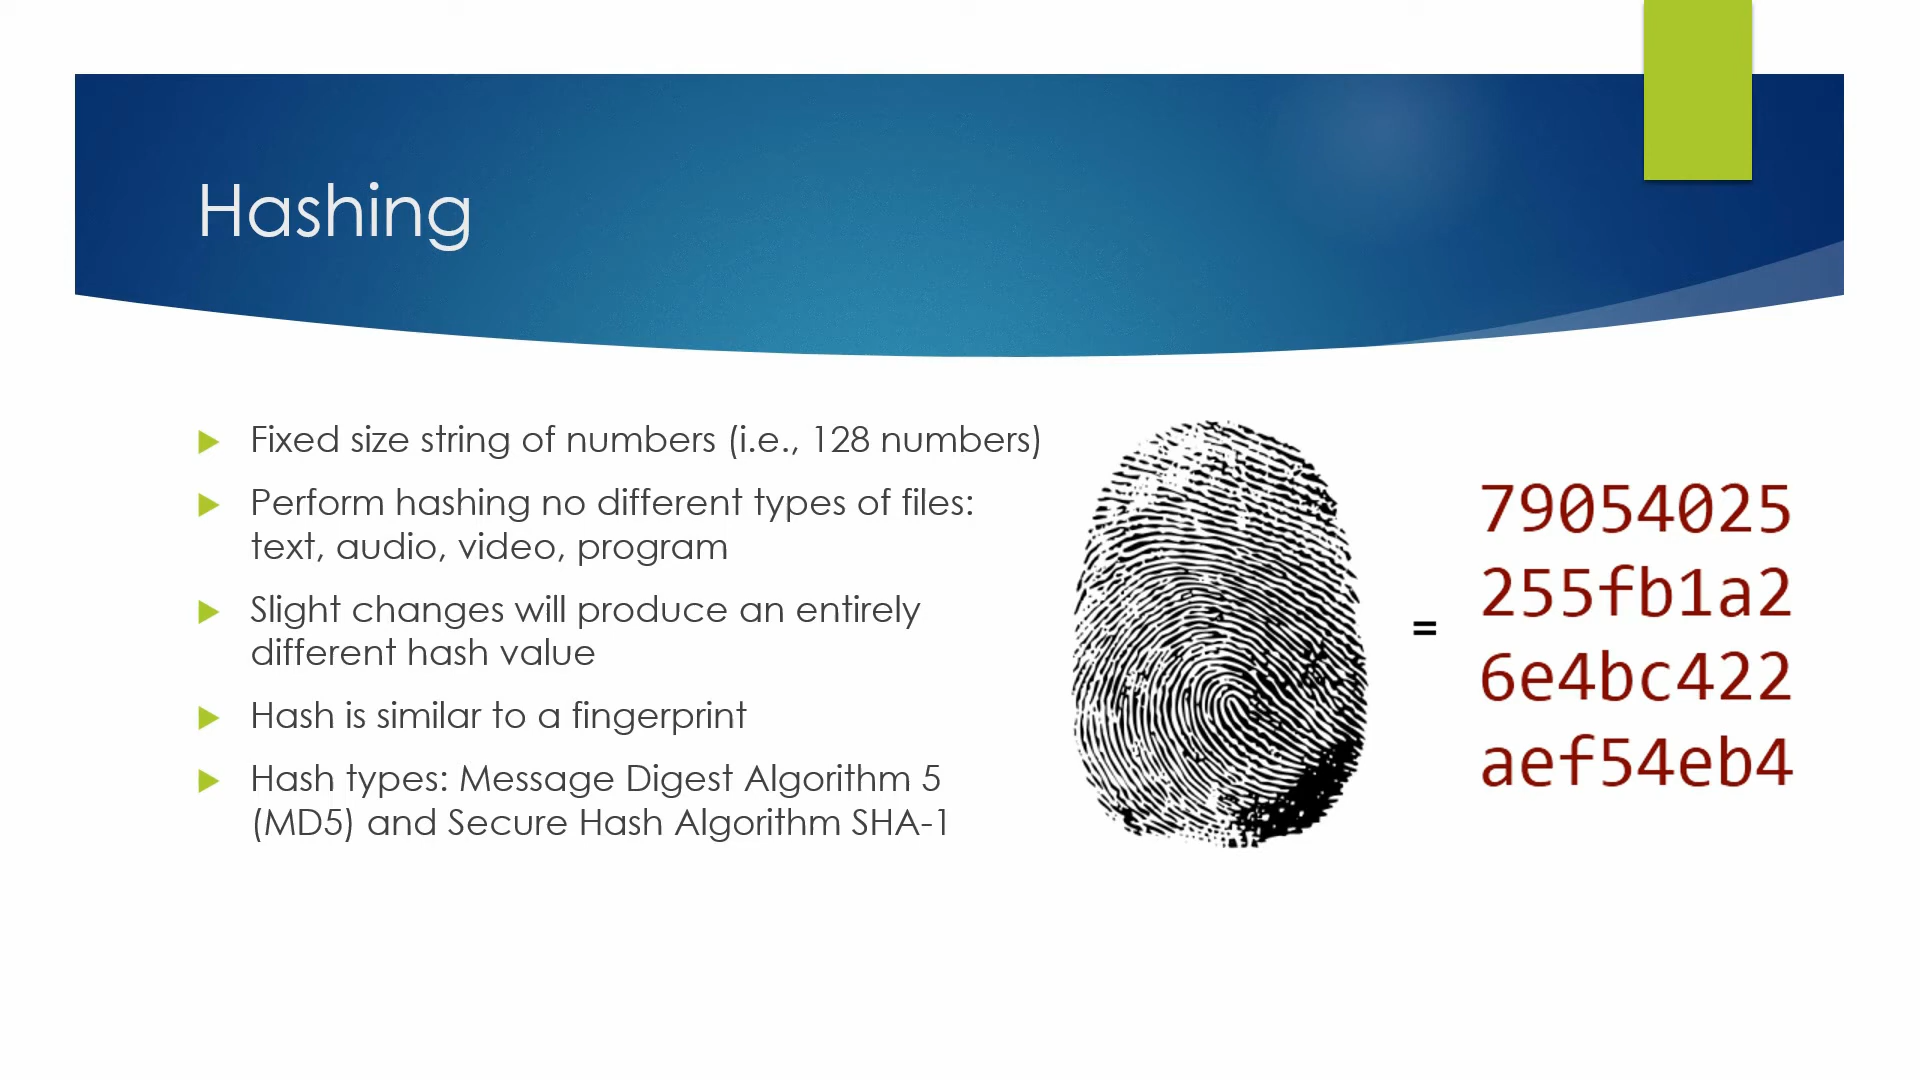 Hashing
Fixed size string of numbers (i.e., 128 numbers)
Perform hashing no different types of files:
text, audio, video, program
Slight changes will produce an entirely
different hash value
Hash is similar to a fingerprint
Hash types: Message Digest Algorithm 5
(MD5) and Secure Hash Algorithm SHA-1
=
79054025
255fb1a2
6e4bc422
aef54eb4